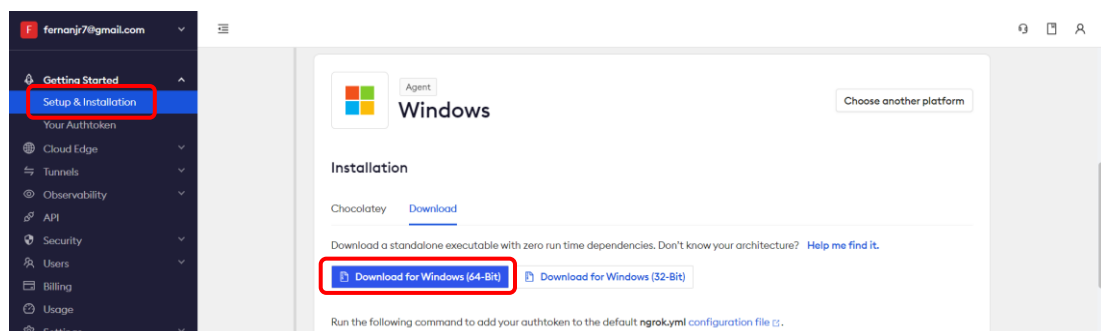 F fernanjr7@gmail.com
Getting Started
Setup & Installation
Your Authtoken
Cloud Edge
Tunnels
Observability
API
Security
Users
Billing
Usage
Settings
Agent
Windows
Choose another platform
Installation
Chocolatey Download
Download a standalone executable with zero run time dependencies. Don't know your architecture? Help me find it.
Download for Windows (64-Bit) Download for Windows (32-Bit)
Run the following command to add your authtoken to the default ngrok.yml configuration file.